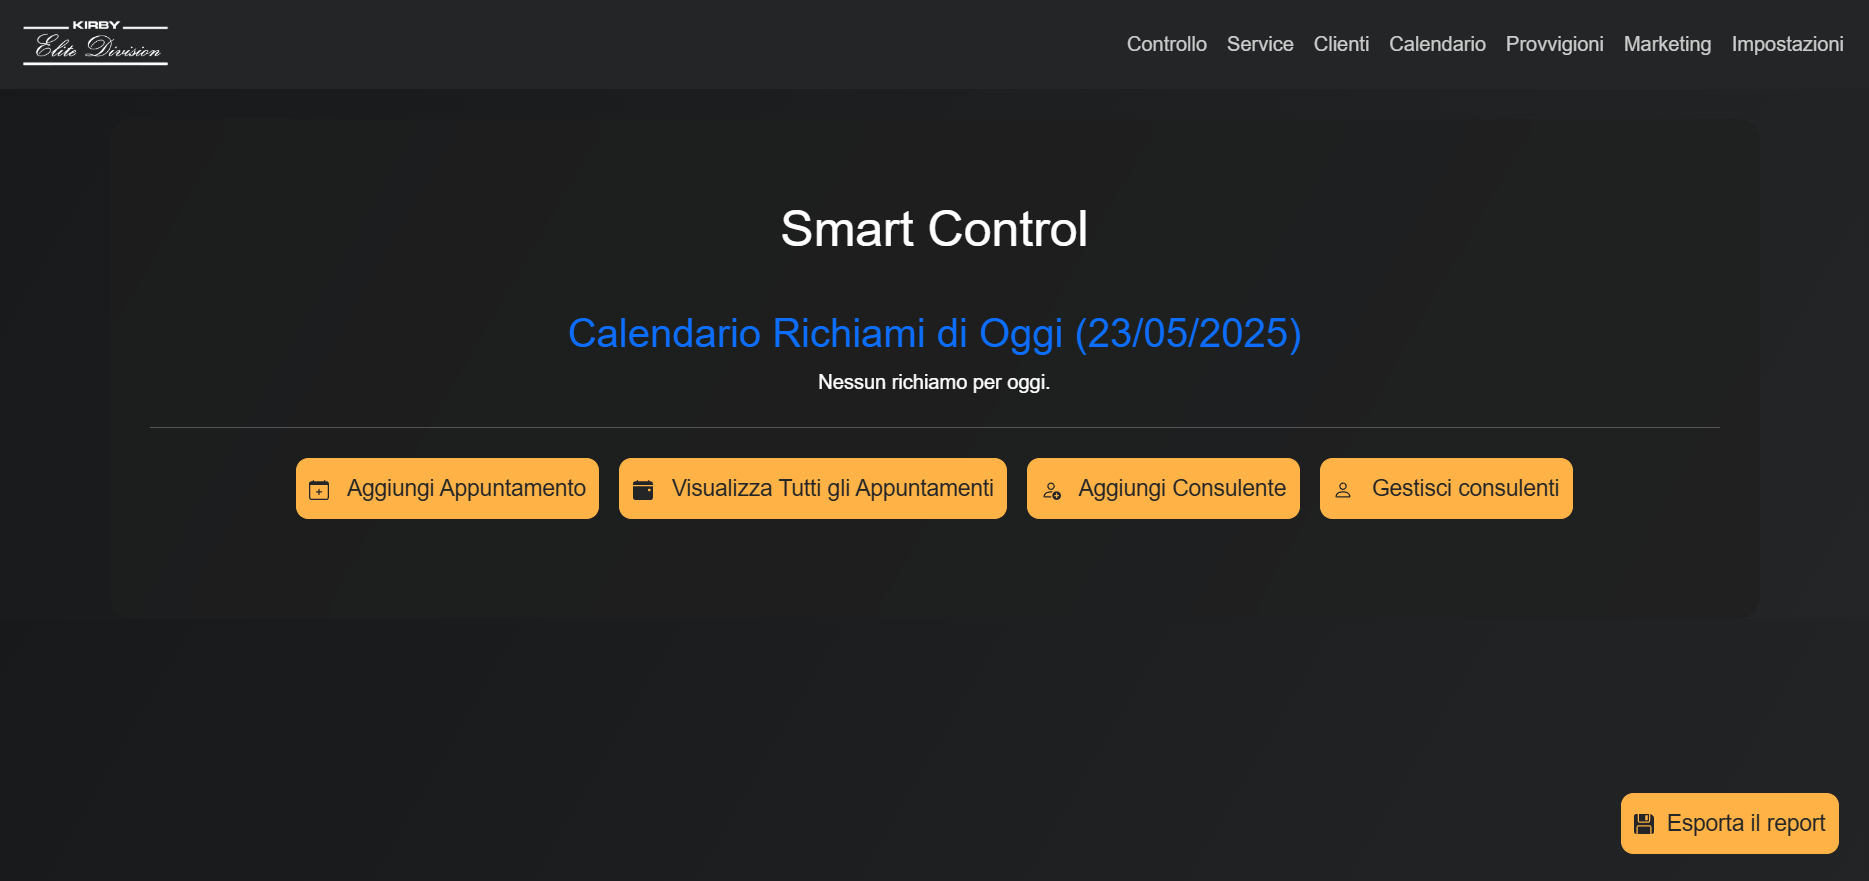 KIRBY
Elite Division
Controllo Service Clienti Calendario Provvigioni Marketing Impostazioni
Smart Control
Calendario Richiami di Oggi (23/05/2025)
Nessun richiamo per oggi.
Aggiungi Appuntamento Visualizza Tutti gli Appuntamenti Aggiungi Consulente Gestisci consulenti
Esporta il report